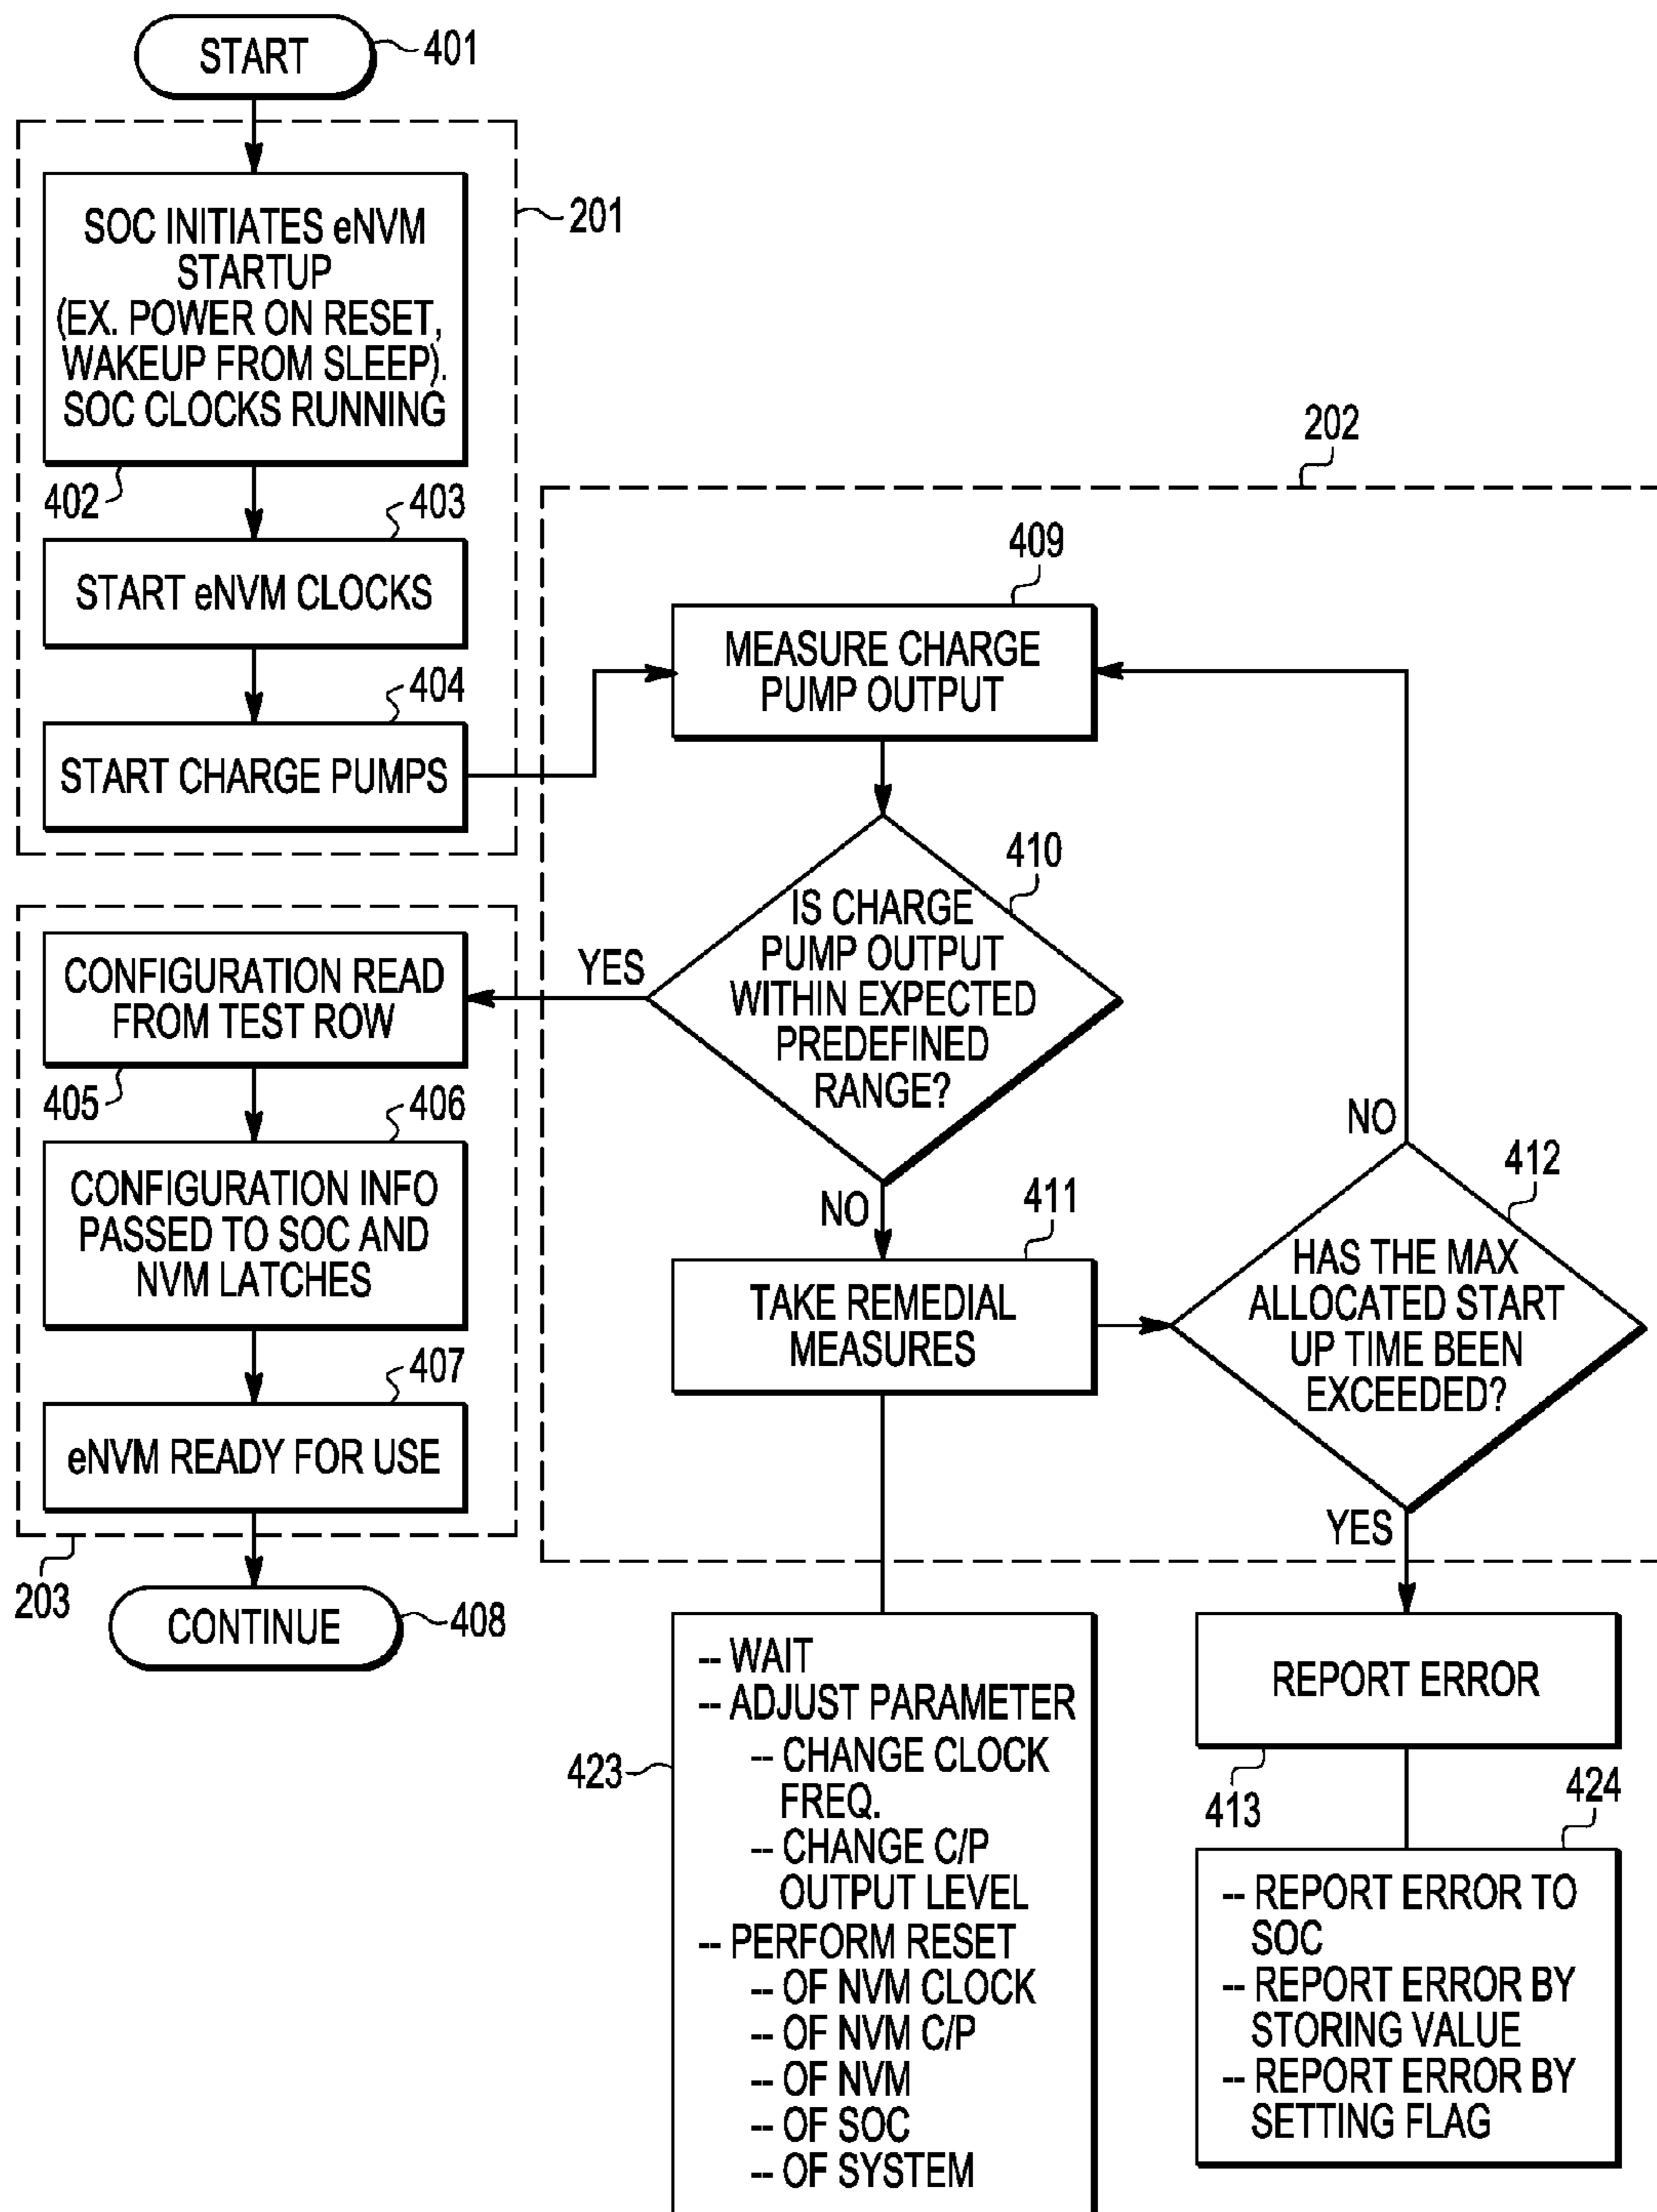 START
401
201
SOC INITIATES eNVM
STARTUP
(EX. POWER ON RESET,
WAKEUP FROM SLEEP).
SOC CLOCKS RUNNING
402
403
START eNVM CLOCKS
404
START CHARGE PUMPS
202
409
MEASURE CHARGE
PUMP OUTPUT
410
IS CHARGE
PUMP OUTPUT
WITHIN EXPECTED
PREDEFINED
RANGE?
YES
NO
CONFIGURATION READ
FROM TEST ROW
405
406
CONFIGURATION INFO
PASSED TO SOC AND
NVM LATCHES
407
eNVM READY FOR USE
203
CONTINUE
408
411
TAKE REMEDIAL
MEASURES
NO
412
HAS THE MAX
ALLOCATED START
UP TIME BEEN
EXCEEDED?
YES
423
-- WAIT
-- ADJUST PARAMETER
-- CHANGE CLOCK
FREQ.
-- CHANGE C/P
OUTPUT LEVEL
-- PERFORM RESET
-- OF NVM CLOCK
-- OF NVM C/P
-- OF NVM
-- OF SOC
-- OF SYSTEM
REPORT ERROR
413
424
-- REPORT ERROR TO
SOC
-- REPORT ERROR BY
STORING VALUE
-- REPORT ERROR BY
SETTING FLAG